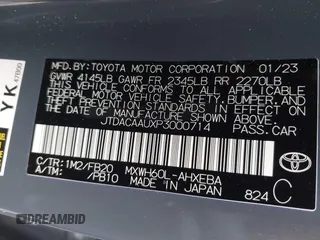 MFD. BY: TOYOTA MOTOR CORPORATION 01/23
GVWR 4145LB GAWR FR 2345LB RR 2270LB
THIS VEHICLE CONFORMS TO ALL APPLICABLE
FEDERAL MOTOR VEHICLE SAFETY, BUMPER, AND
THEFT PREVENTION STANDARDS IN EFFECT ON
THE DATE OF MANUFACTURE SHOWN ABOVE.
JTDACAAUXP3000714
PASS. CAR
C/TR: 1M2/FB20 MXWH60L-AHXEBA
A/TM: /PB10 MADE IN JAPAN 824 C
TOYOTA
YK
47B00
DREAMBID